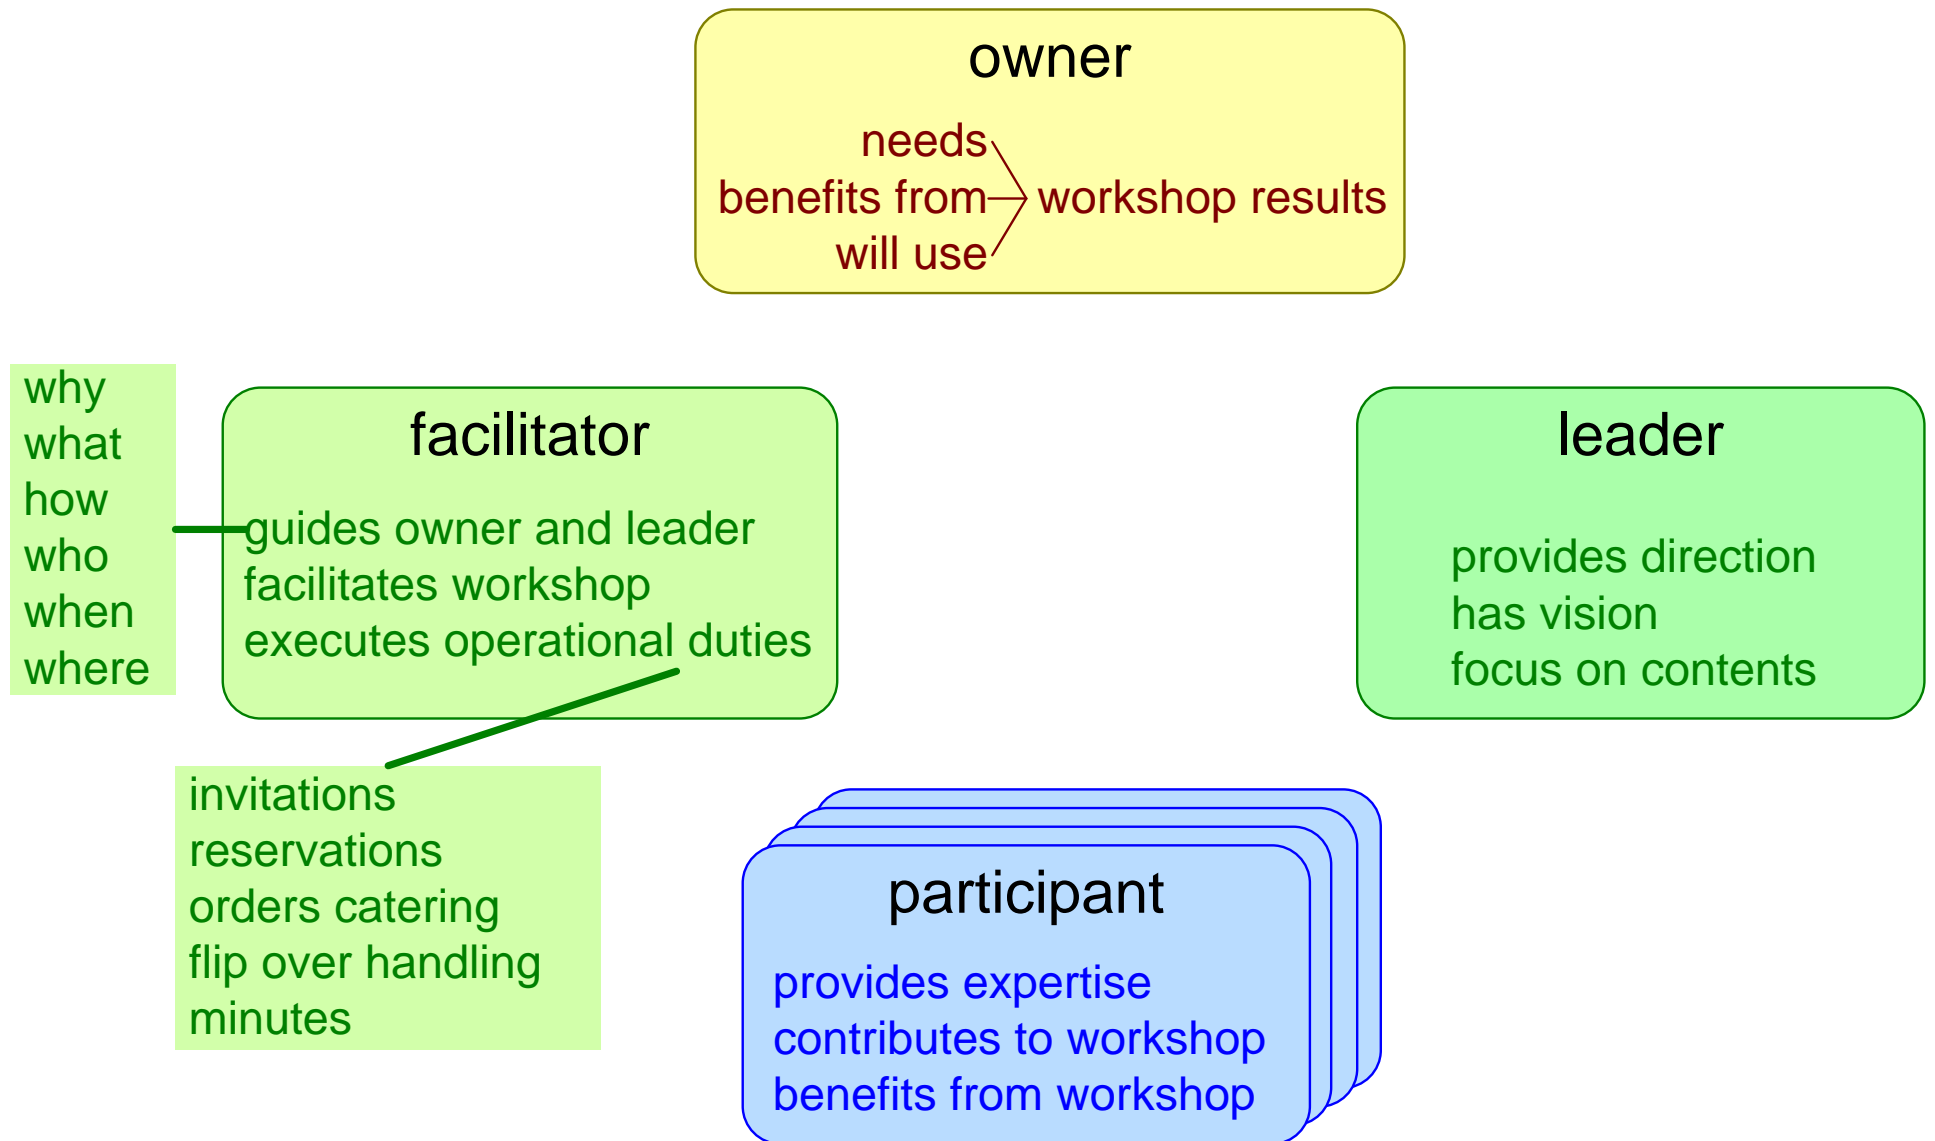 owner
needs
benefits from workshop results
will use
why
what
how
who
when
where
facilitator
guides owner and leader
facilitates workshop
executes operational duties
leader
provides direction
has vision
focus on contents
invitations
reservations
orders catering
flip over handling
minutes
participant
provides expertise
contributes to workshop
benefits from workshop